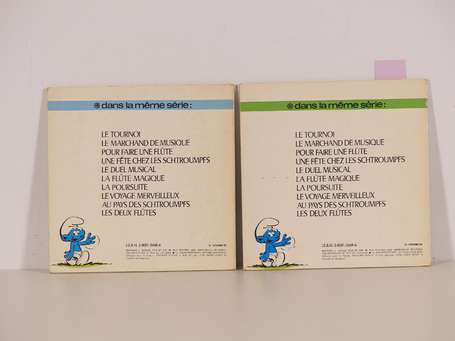 dans la même série :
LE TOURNOI
LE MARCHAND DE MUSIQUE
POUR FAIRE UNE FLÛTE
UNE FÊTE CHEZ LES SCHTROUMPFS
LE DUEL MUSICAL
LA FLÛTE MAGIQUE
LA POURSUITE
LE VOYAGE MERVEILLEUX
AU PAYS DES SCHTROUMPFS
LES DEUX FLÛTES
dans la même série :
LE TOURNOI
LE MARCHAND DE MUSIQUE
POUR FAIRE UNE FLÛTE
UNE FÊTE CHEZ LES SCHTROUMPFS
LE DUEL MUSICAL
LA FLÛTE MAGIQUE
LA POURSUITE
LE VOYAGE MERVEILLEUX
AU PAYS DES SCHTROUMPFS
LES DEUX FLÛTES